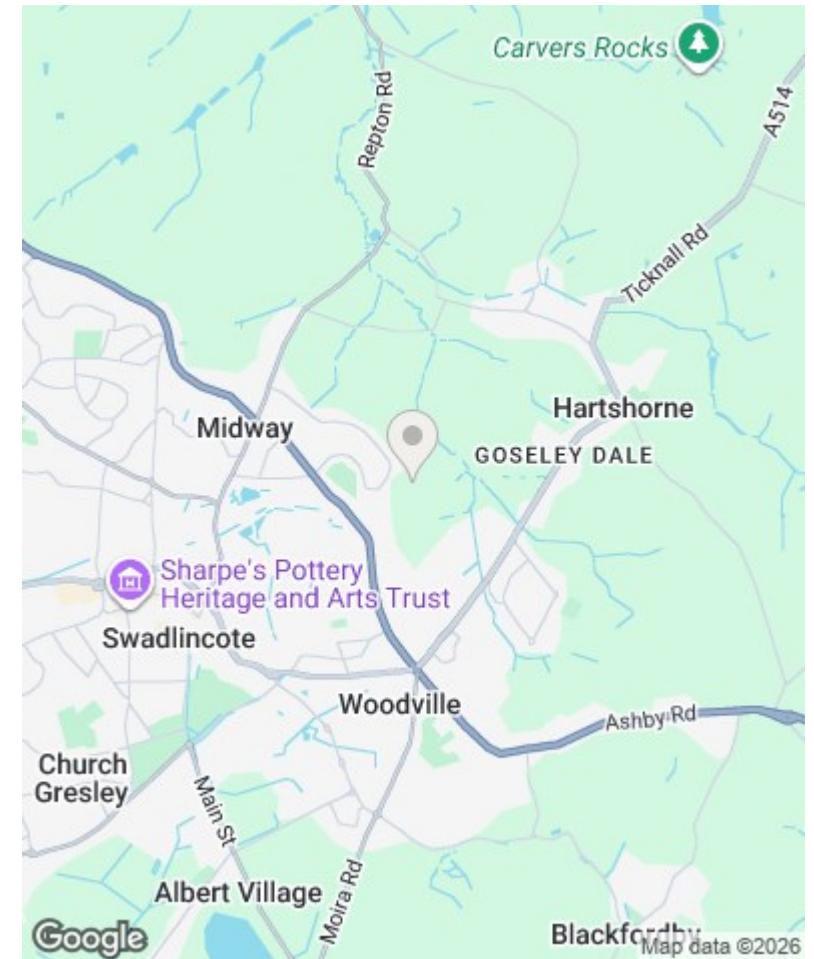 Carvers Rocks
Repton Rd
A514
Ticknall Rd
Hartshorne
Midway
GOSELEY DALE
Sharpe's Pottery
Heritage and Arts Trust
Swadlincote
Woodville
Ashby Rd
Church
Gresley
Main St
Moira Rd
Albert Village
Blackfordby
Google
Map data ©2026